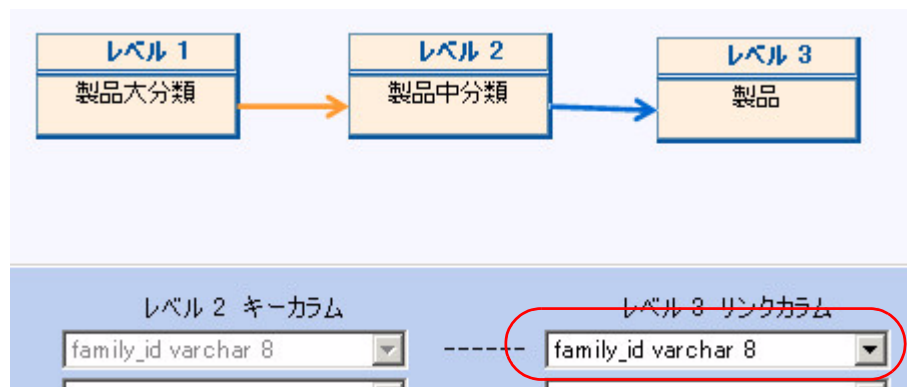 レベル 1
レベル 2
レベル 3
製品大分類
製品中分類
製品
レベル 2 キーカラム
レベル 3 リンクカラム
family_id varchar 8
family_id varchar 8